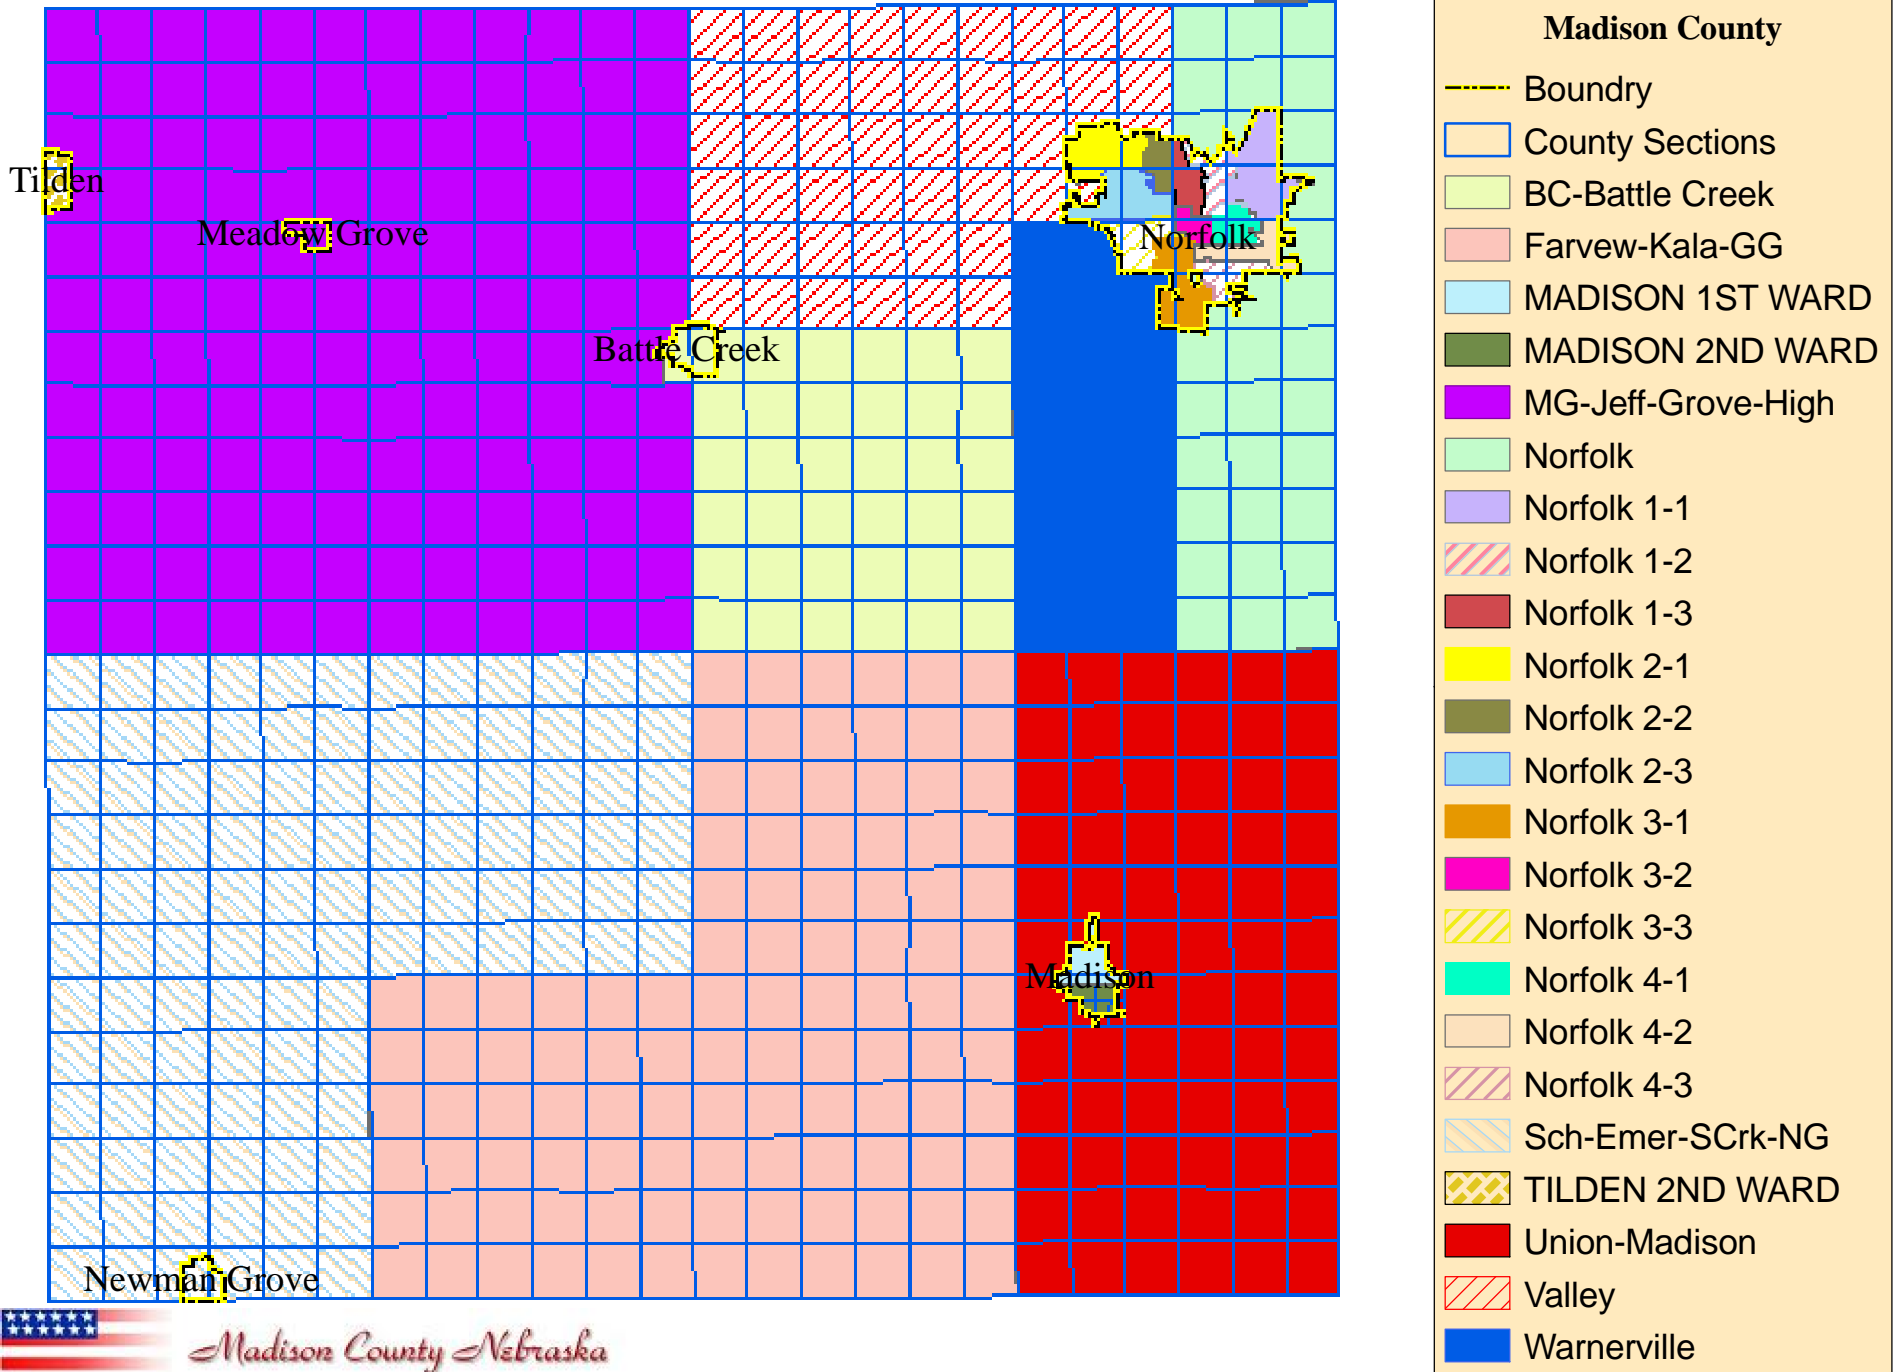 Tilden
Meadow Grove
Norfolk
Battle Creek
Madison
Newman Grove
Madison County Nebraska
Madison County
Boundry
County Sections
BC-Battle Creek
Farvew-Kala-GG
MADISON 1ST WARD
MADISON 2ND WARD
MG-Jeff-Grove-High
Norfolk
Norfolk 1-1
Norfolk 1-2
Norfolk 1-3
Norfolk 2-1
Norfolk 2-2
Norfolk 2-3
Norfolk 3-1
Norfolk 3-2
Norfolk 3-3
Norfolk 4-1
Norfolk 4-2
Norfolk 4-3
Sch-Emer-SCrk-NG
TILDEN 2ND WARD
Union-Madison
Valley
Warnerville